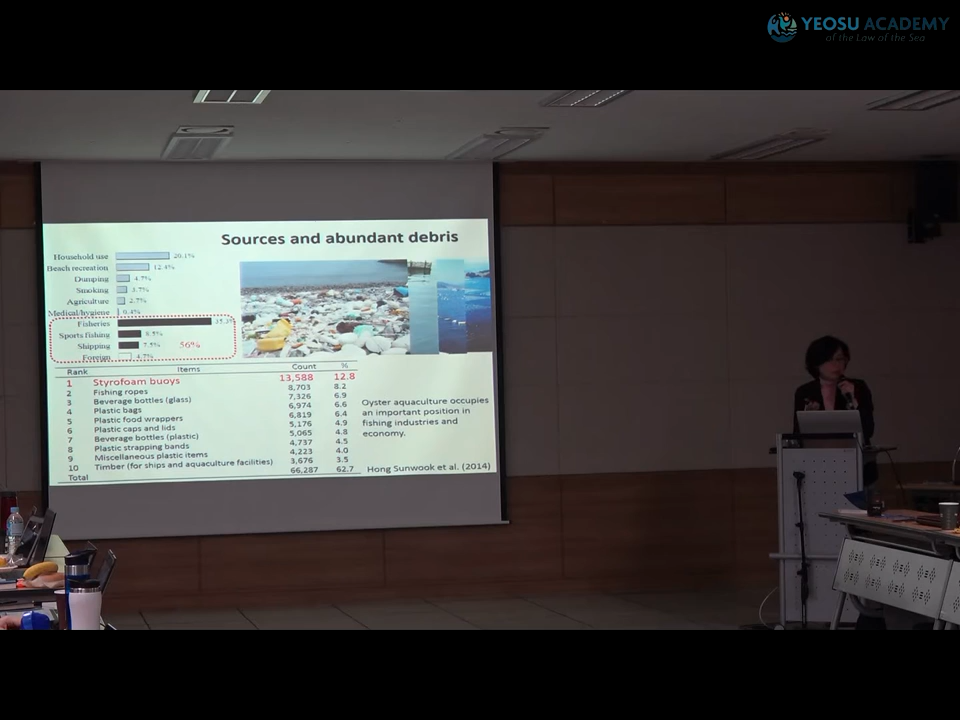 YEOSU ACADEMY
of the Law of the Sea
Sources and abundant debris
Household use 20.1%
Beach recreation 12.4%
Dumping 4.7%
Smoking 3.7%
Agriculture 2.7%
Medical/hygiene 0.4%
Fisheries 35.2%
Sports fishing 8.5%
Shipping 7.5% 56%
Foreign 4.7%
Rank Items Count %
1 Styrofoam buoys 13,588 12.8
2 Fishing ropes 8,703 8.2
3 Beverage bottles (glass) 7,326 6.9
4 Plastic bags 6,974 6.6
5 Plastic food wrappers 6,819 6.4
6 Plastic caps and lids 5,176 4.9
7 Beverage bottles (plastic) 5,065 4.8
8 Plastic strapping bands 4,737 4.5
9 Miscellaneous plastic items 4,223 4.0
10 Timber (for ships and aquaculture facilities) 3,676 3.5
Total 66,287 62.7
Oyster aquaculture occupies
an important position in
fishing industries and
economy.
Hong Sunwook et al. (2014)